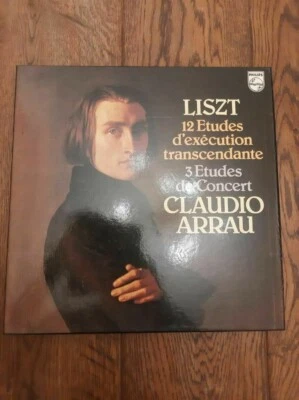 PHILIPS
LISZT
12 Etudes
d'exécution
transcendante
3 Etudes
de Concert
CLAUDIO
ARRAU